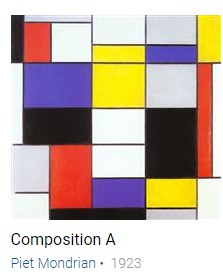 Composition A
Piet Mondrian • 1923